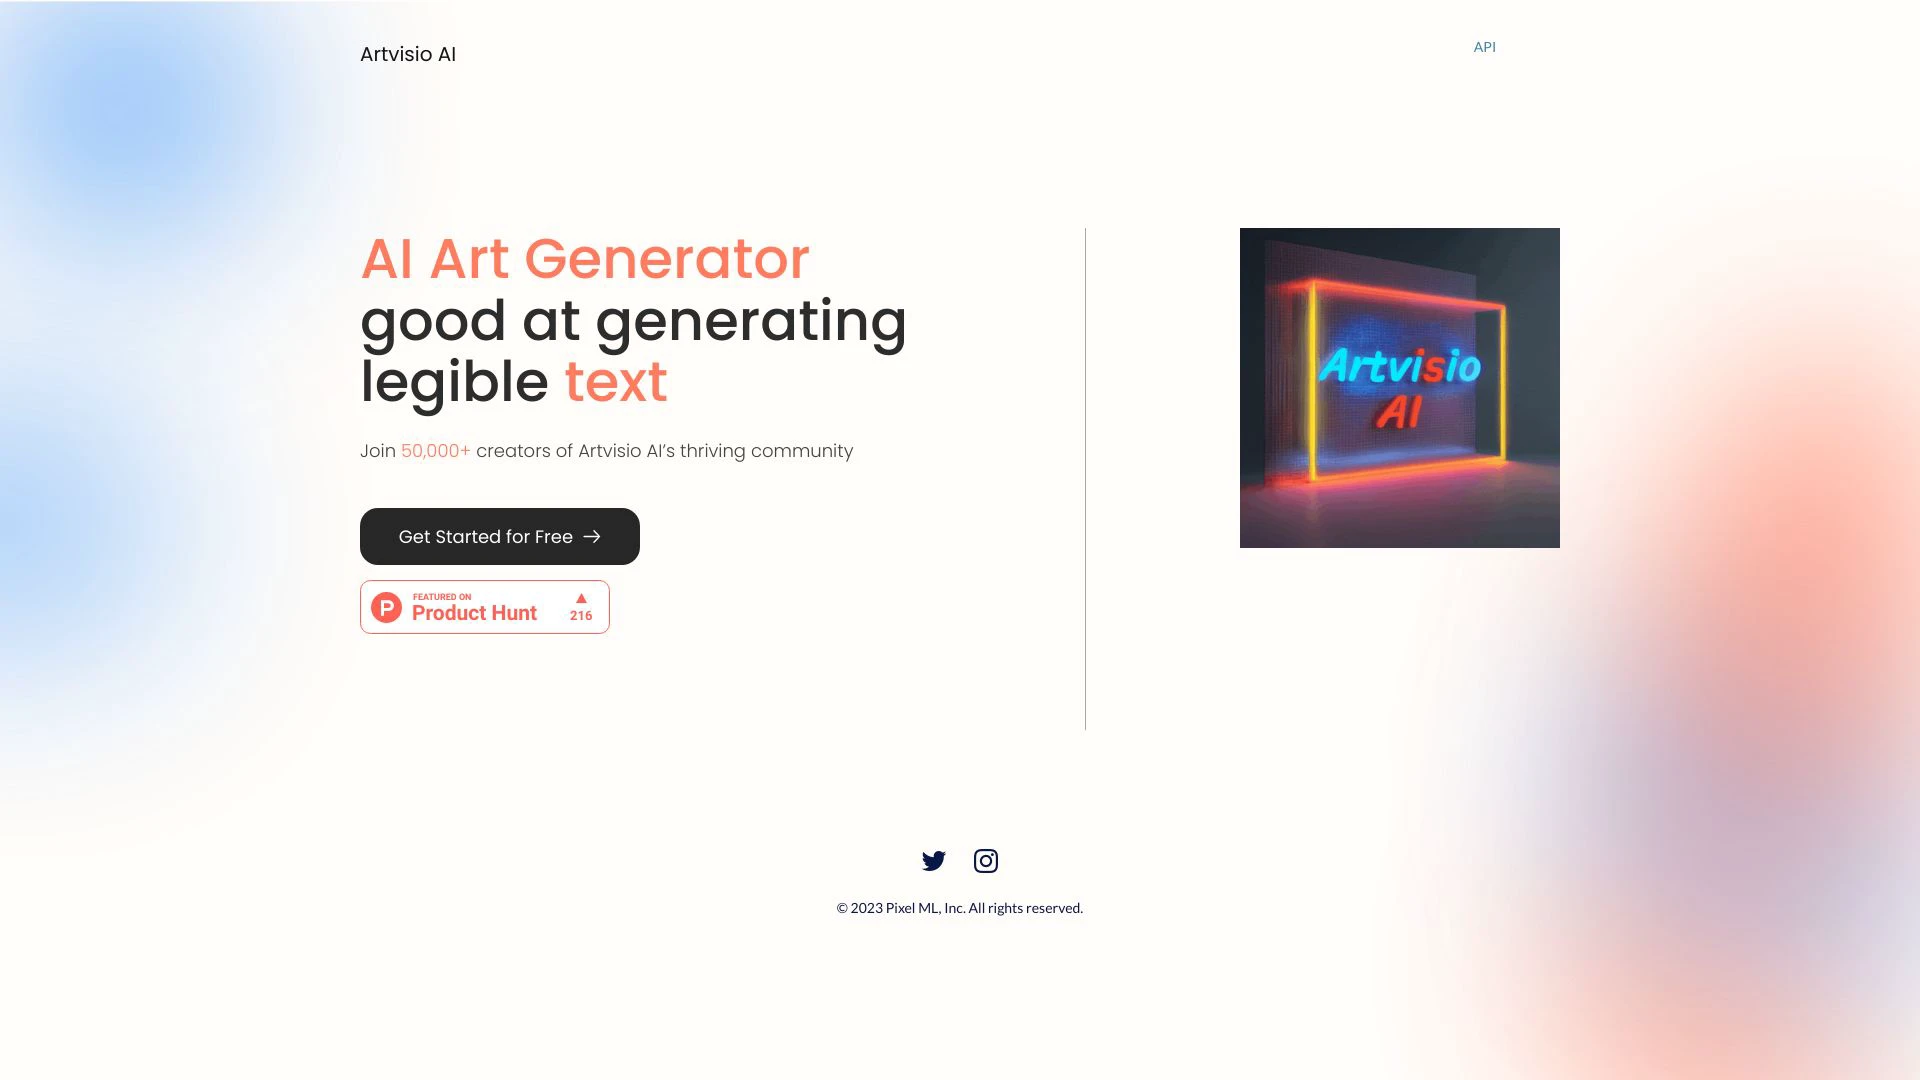 Artvisio AI
API
AI Art Generator
good at generating
legible text
Join 50,000+ creators of Artvisio AI’s thriving community
Get Started for Free →
P
FEATURED ON
Product Hunt
▲
216
Artvisio
AI
© 2023 Pixel ML, Inc. All rights reserved.